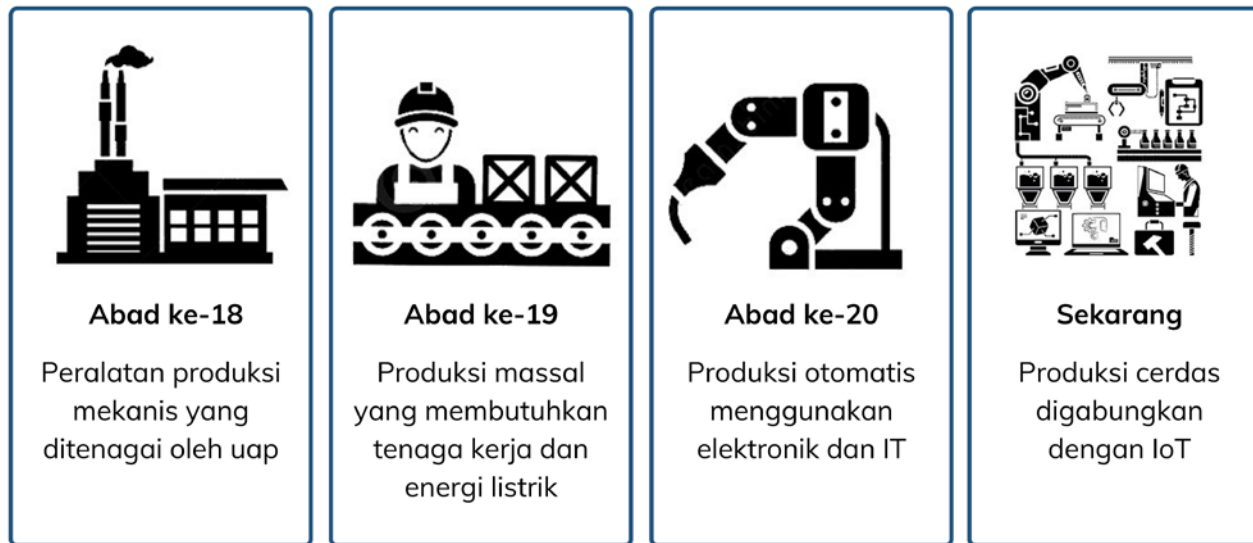 Abad ke-18
Peralatan produksi
mekanis yang
ditenagai oleh uap
Abad ke-19
Produksi massal
yang membutuhkan
tenaga kerja dan
energi listrik
Abad ke-20
Produksi otomatis
menggunakan
elektronik dan IT
Sekarang
Produksi cerdas
digabungkan
dengan IoT